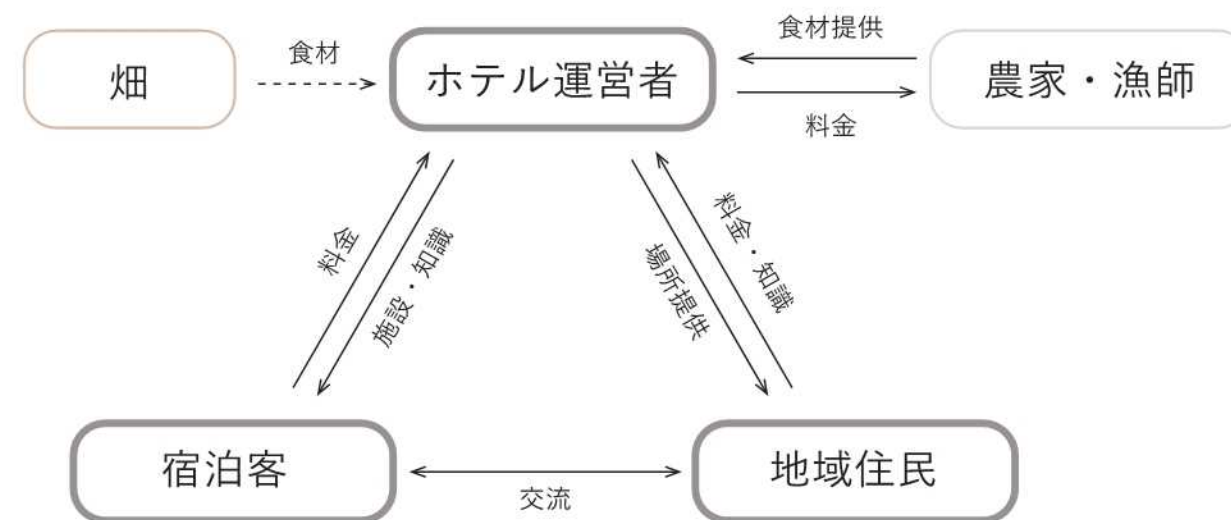 食材提供
食材
畑
ホテル運営者
農家・漁師
料金
料金
施設・知識
場所提供
料金・知識
宿泊客
地域住民
交流